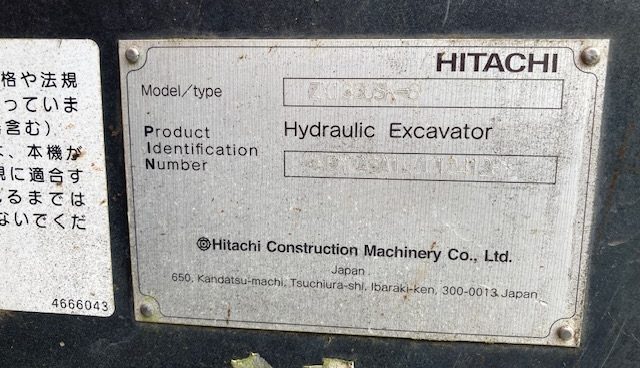 格や法規
っていま
含む）
、本機が
規に適合す
るまでは
ないでくだ
4666043
HITACHI
Model/type
Product
Identification
Number
Hydraulic Excavator
Hitachi Construction Machinery Co., Ltd.
Japan
650, Kandatsu-machi, Tsuchiura-shi, Ibaraki-ken, 300-0013 Japan